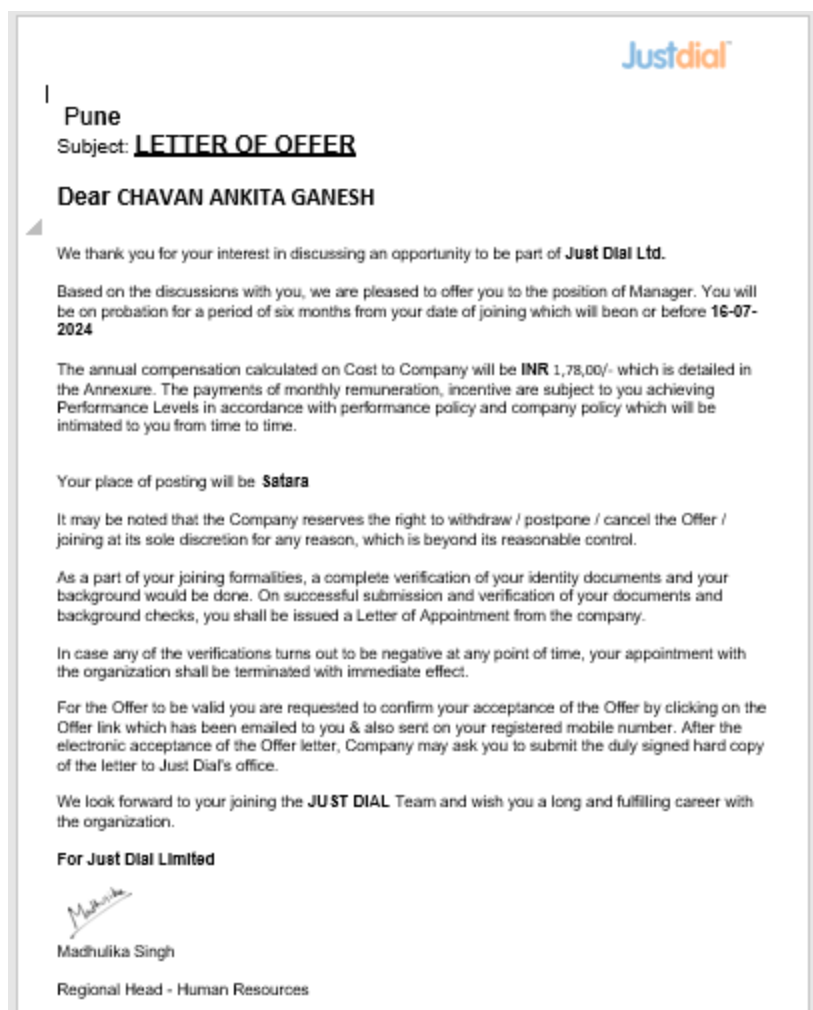 Justdial
Pune
Subject: LETTER OF OFFER
Dear CHAVAN ANKITA GANESH
We thank you for your interest in discussing an opportunity to be part of Just Dial Ltd.
Based on the discussions with you, we are pleased to offer you to the position of Manager. You will
be on probation for a period of six months from your date of joining which will beon or before 16-07-
2024
The annual compensation calculated on Cost to Company will be INR 1,78,00/- which is detailed in
the Annexure. The payments of monthly remuneration, incentive are subject to you achieving
Performance Levels in accordance with performance policy and company policy which will be
intimated to you from time to time.
Your place of posting will be Satara
It may be noted that the Company reserves the right to withdraw / postpone / cancel the Offer /
joining at its sole discretion for any reason, which is beyond its reasonable control.
As a part of your joining formalities, a complete verification of your identity documents and your
background would be done. On successful submission and verification of your documents and
background checks, you shall be issued a Letter of Appointment from the company.
In case any of the verifications turns out to be negative at any point of time, your appointment with
the organization shall be terminated with immediate effect.
For the Offer to be valid you are requested to confirm your acceptance of the Offer by clicking on the
Offer link which has been emailed to you & also sent on your registered mobile number. After the
electronic acceptance of the Offer letter, Company may ask you to submit the duly signed hard copy
of the letter to Just Dial's office.
We look forward to your joining the JUST DIAL Team and wish you a long and fulfilling career with
the organization.
For Just Dial Limited
Madhulika
Madhulika Singh
Regional Head - Human Resources